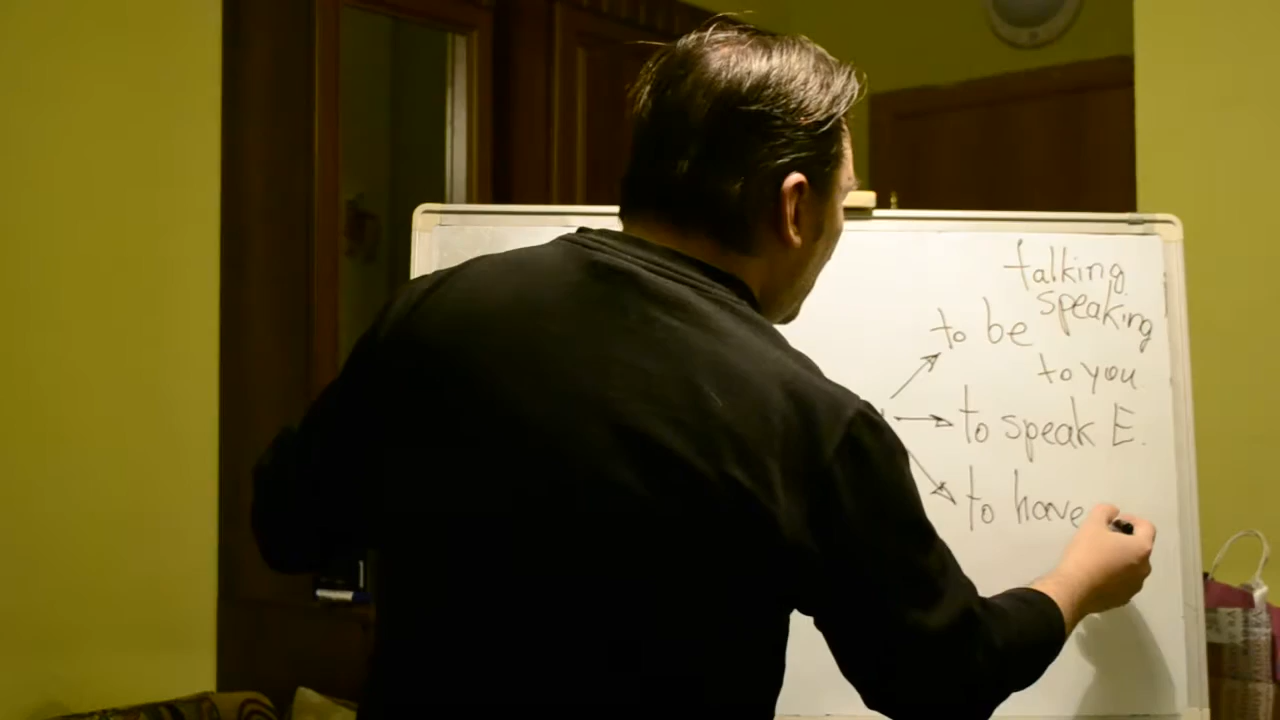 talking
speaking
to be
to you
to speak E.
to have